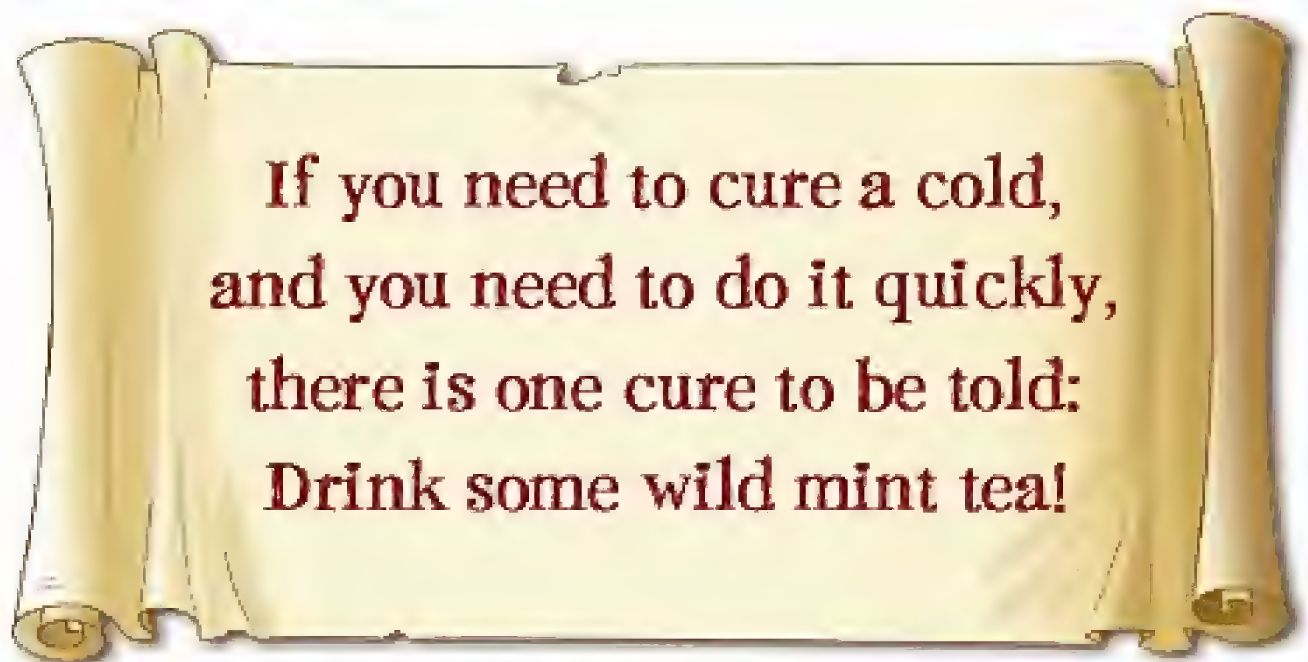 If you need to cure a cold,
and you need to do it quickly,
there is one cure to be told:
Drink some wild mint tea!